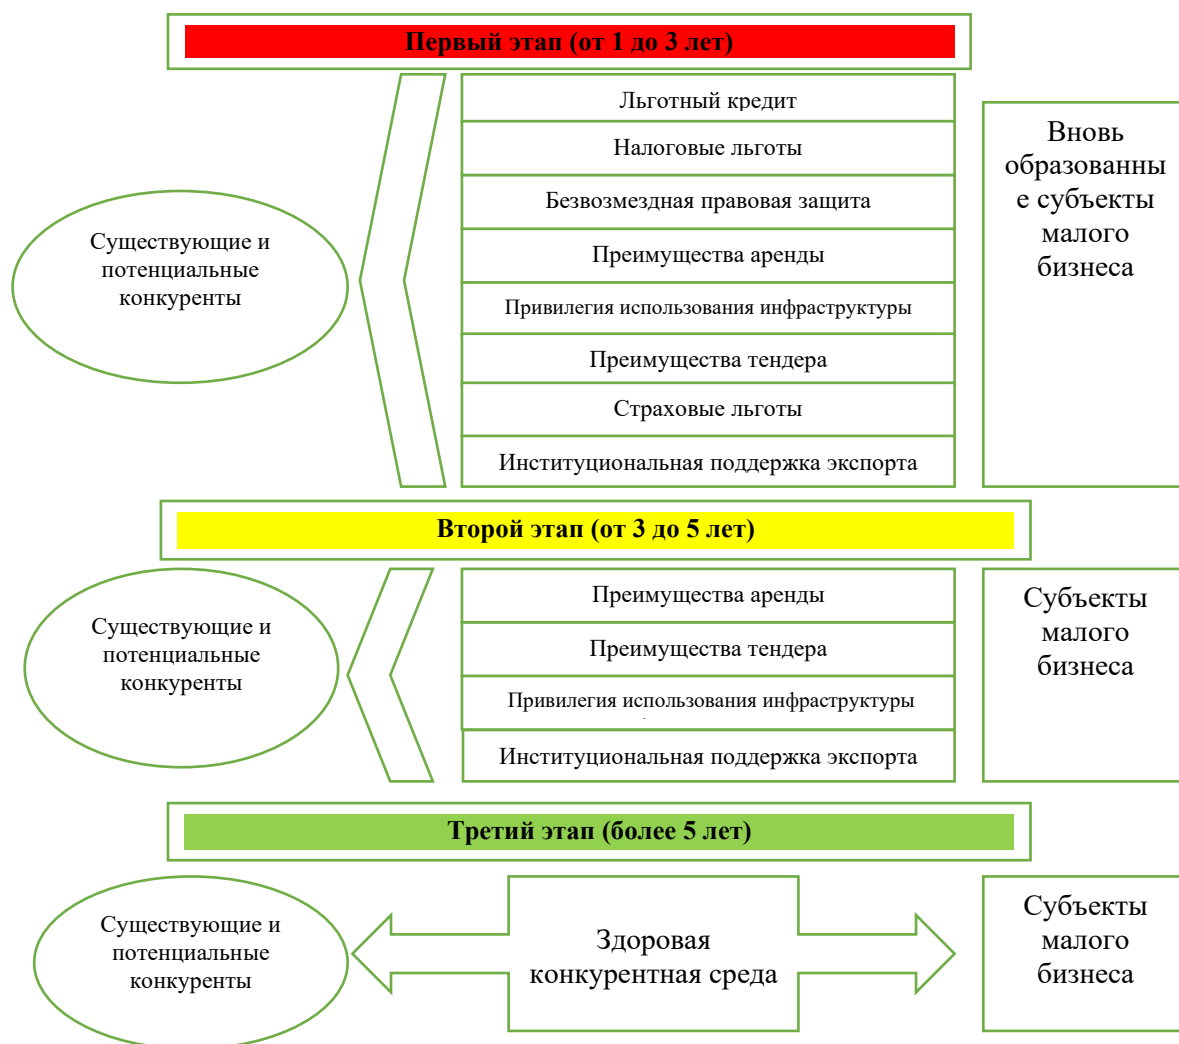 Первый этап (от 1 до 3 лет)
Существующие и
потенциальные
конкуренты
Льготный кредит
Налоговые льготы
Безвозмездная правовая защита
Преимущества аренды
Привилегия использования инфраструктуры
Преимущества тендера
Страховые льготы
Институциональная поддержка экспорта
Вновь
образованны
е субъекты
малого
бизнеса
Второй этап (от 3 до 5 лет)
Существующие и
потенциальные
конкуренты
Преимущества аренды
Преимущества тендера
Привилегия использования инфраструктуры
Институциональная поддержка экспорта
Субъекты
малого
бизнеса
Третий этап (более 5 лет)
Существующие и
потенциальные
конкуренты
Здоровая
конкурентная среда
Субъекты
малого
бизнеса